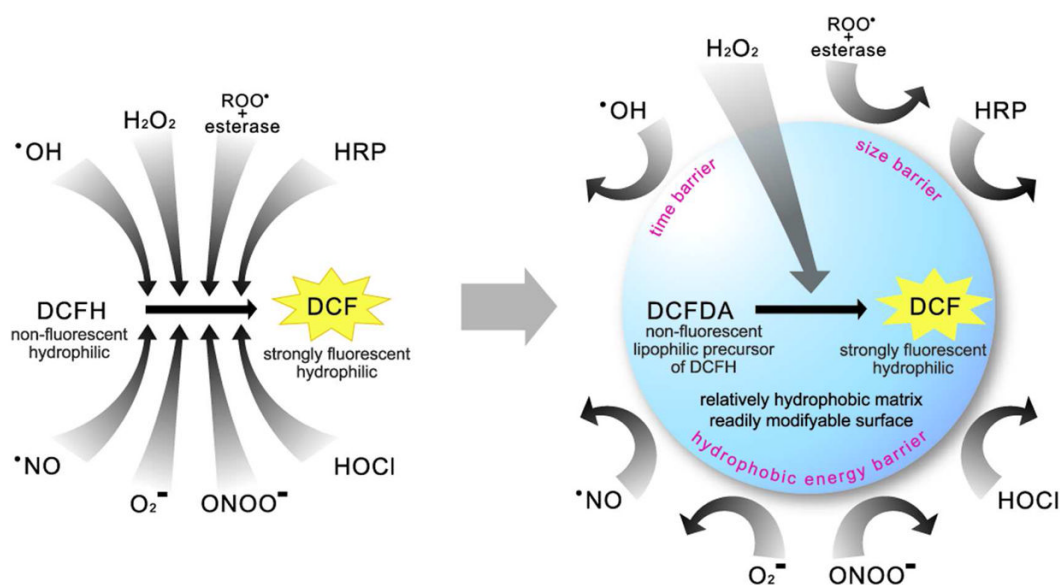 •OH
H₂O₂
ROO•
+
esterase
HRP
DCFH
non-fluorescent
hydrophilic
DCF
strongly fluorescent
hydrophilic
•NO
O₂⁻
ONOO⁻
HOCl
•OH
H₂O₂
ROO•
+
esterase
HRP
time barrier
size barrier
DCFDA
non-fluorescent
lipophilic precursor
of DCFH
DCF
strongly fluorescent
hydrophilic
relatively hydrophobic matrix
readily modifyable surface
hydrophobic energy barrier
•NO
O₂⁻
ONOO⁻
HOCl